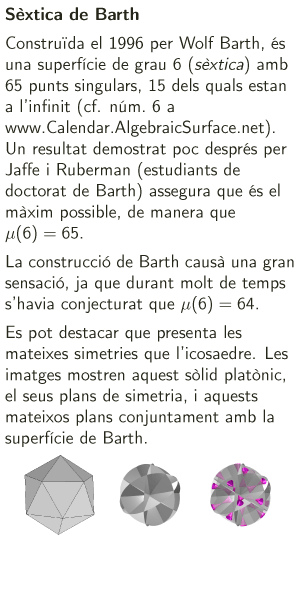 Sèxtica de Barth
Construïda el 1996 per Wolf Barth, és
una superfície de grau 6 (sèxtica) amb
65 punts singulars, 15 dels quals estan
a l'infinit (cf. núm. 6 a
www.Calendar.AlgebraicSurface.net).
Un resultat demostrat poc després per
Jaffe i Ruberman (estudiants de
doctorat de Barth) assegura que és el
màxim possible, de manera que
μ(6) = 65.
La construcció de Barth causà una gran
sensació, ja que durant molt de temps
s'havia conjecturat que μ(6) = 64.
Es pot destacar que presenta les
mateixes simetries que l'icosaedre. Les
imatges mostren aquest sòlid platònic,
el seus plans de simetria, i aquests
mateixos plans conjuntament amb la
superfície de Barth.